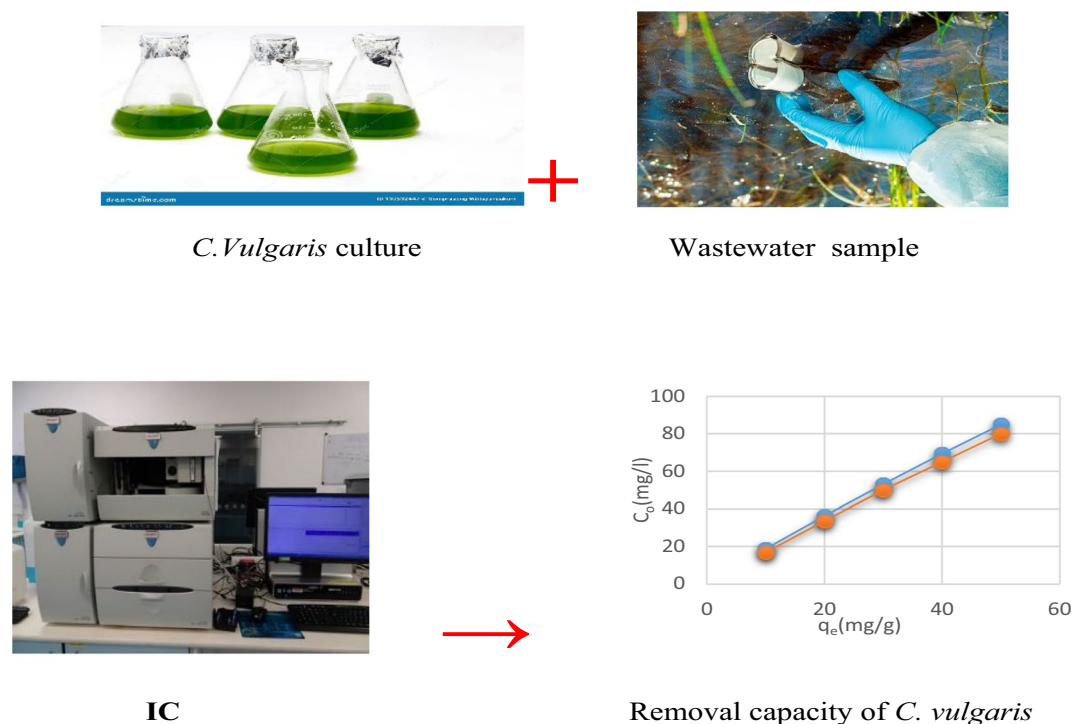 dreamstime.com
C.Vulgaris culture
Wastewater sample
100
80
60
40
20
0
C₀(mg/l)
0
20
40
60
qₑ(mg/g)
IC
Removal capacity of C. vulgaris